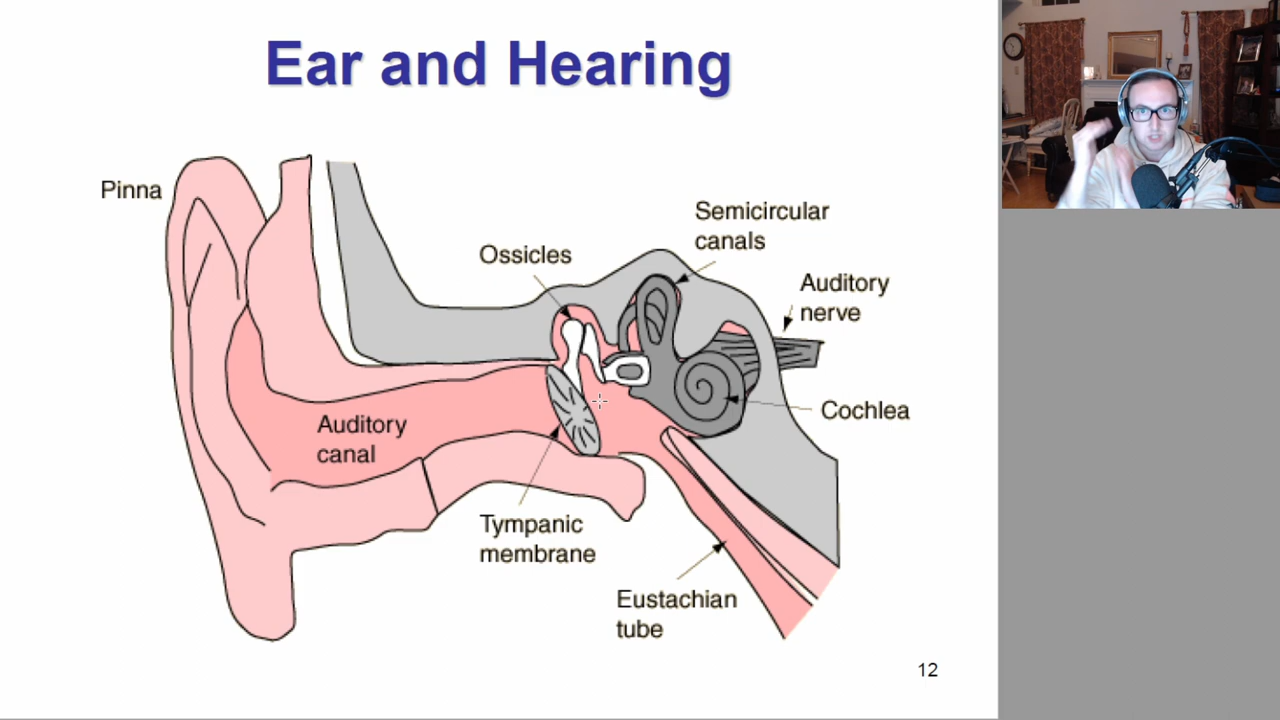 Ear and Hearing
Pinna
Semicircular
canals
Ossicles
Auditory
nerve
Cochlea
Auditory
canal
Tympanic
membrane
Eustachian
tube
12